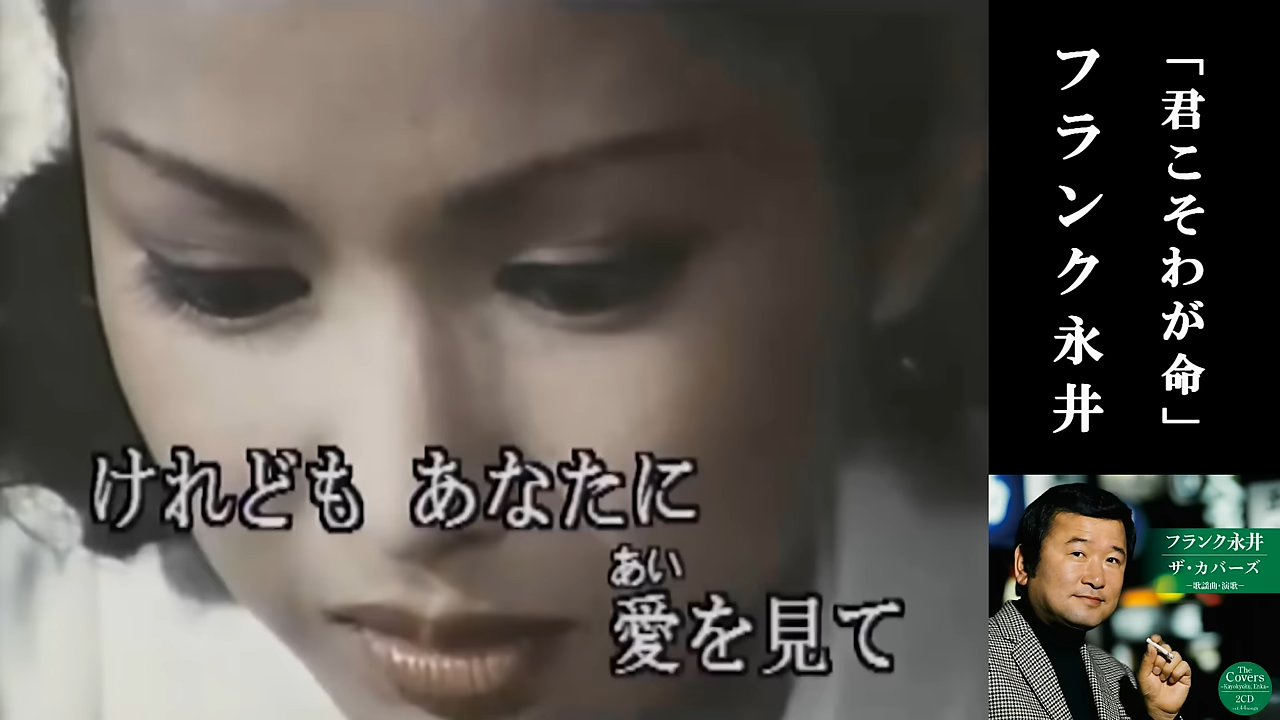 けれども あなたに
あい
愛を見て
「君こそわが命」
フランク永井
フランク永井
ザ・カバーズ
−歌謡曲・演歌−
The
Covers
~Kayokyoku, Enka~
2CD